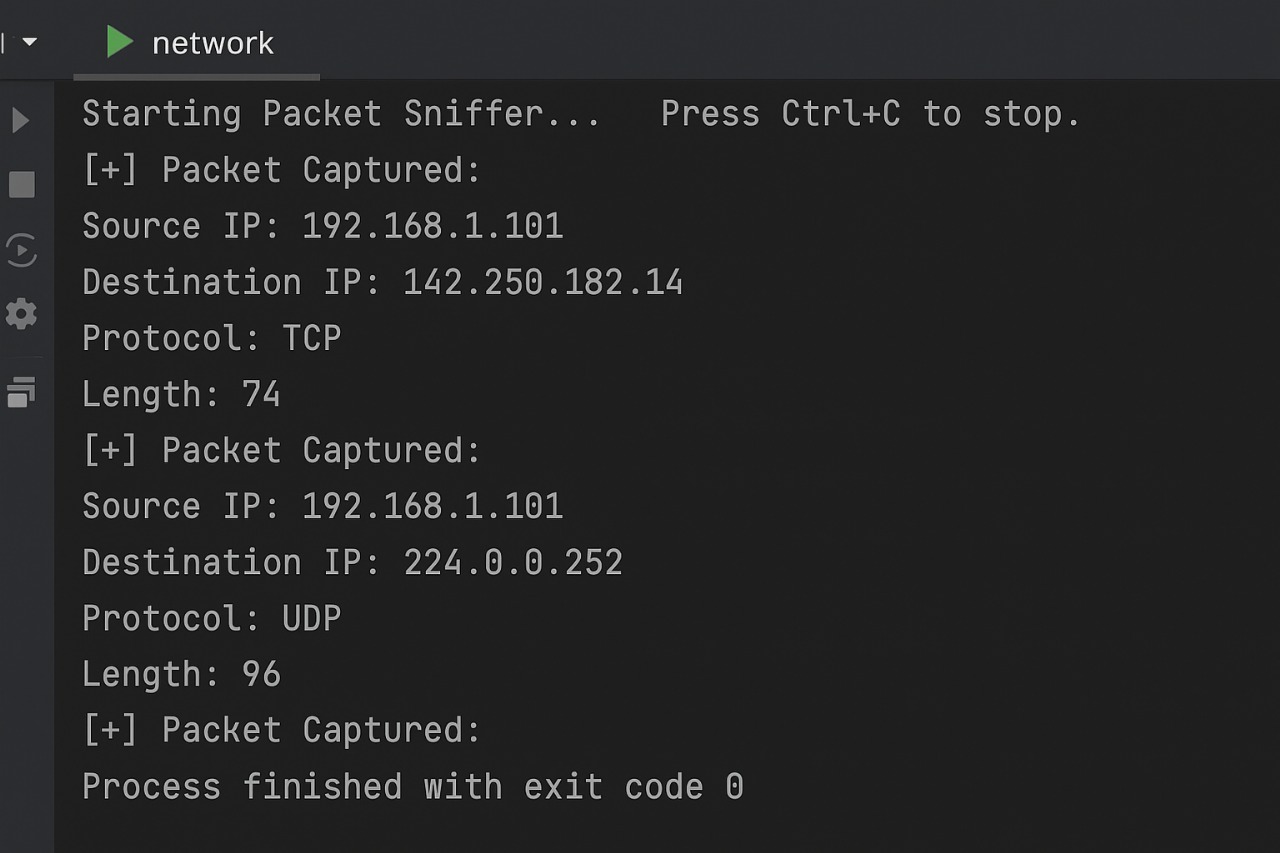 network
Starting Packet Sniffer... Press Ctrl+C to stop.
[+] Packet Captured:
Source IP: 192.168.1.101
Destination IP: 142.250.182.14
Protocol: TCP
Length: 74
[+] Packet Captured:
Source IP: 192.168.1.101
Destination IP: 224.0.0.252
Protocol: UDP
Length: 96
[+] Packet Captured:
Process finished with exit code 0